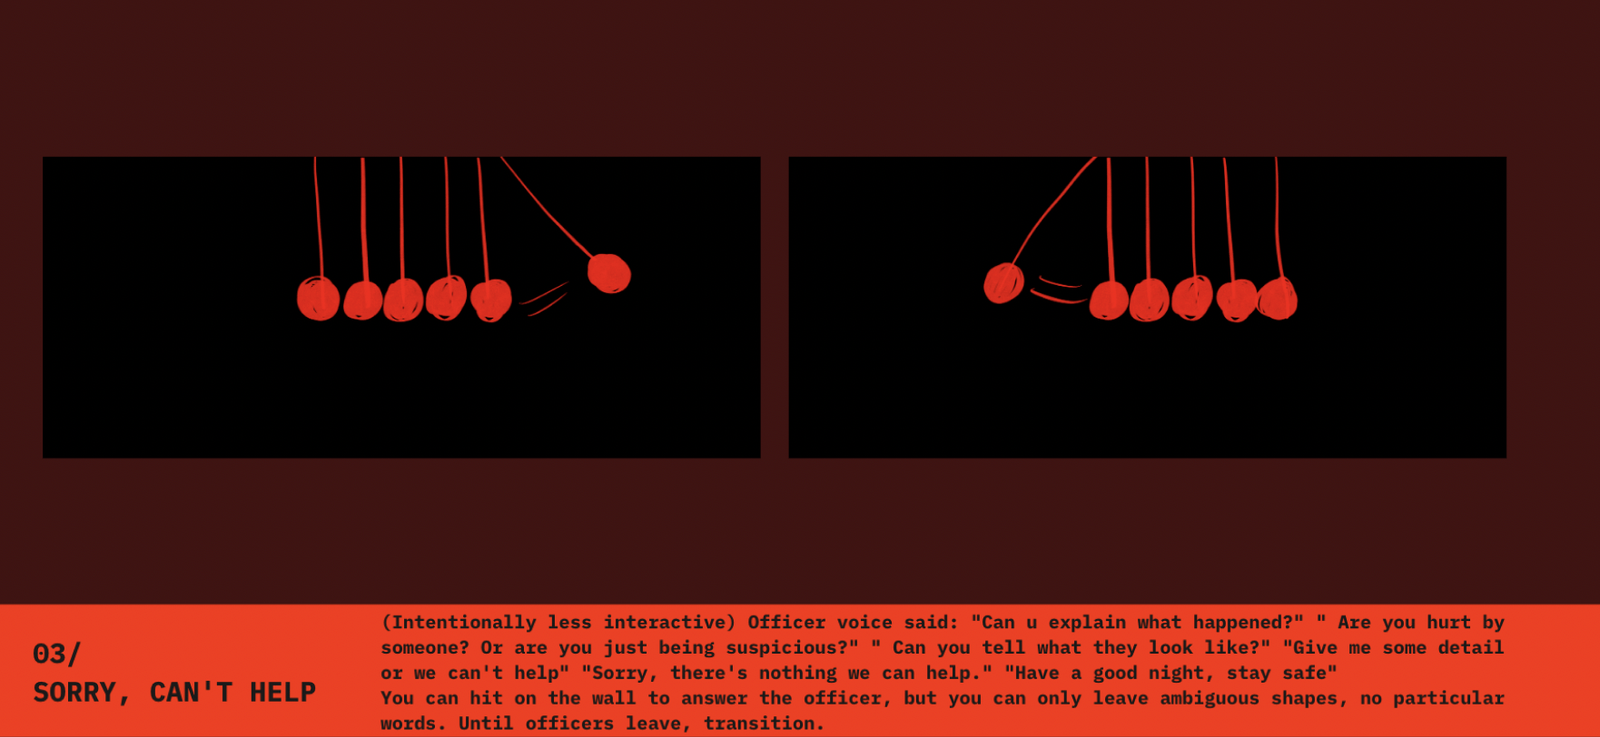 03/
SORRY, CAN'T HELP
(Intentionally less interactive) Officer voice said: "Can u explain what happened?" " Are you hurt by
someone? Or are you just being suspicious?" " Can you tell what they look like?" "Give me some detail
or we can't help" "Sorry, there's nothing we can help." "Have a good night, stay safe"
You can hit on the wall to answer the officer, but you can only leave ambiguous shapes, no particular
words. Until officers leave, transition.